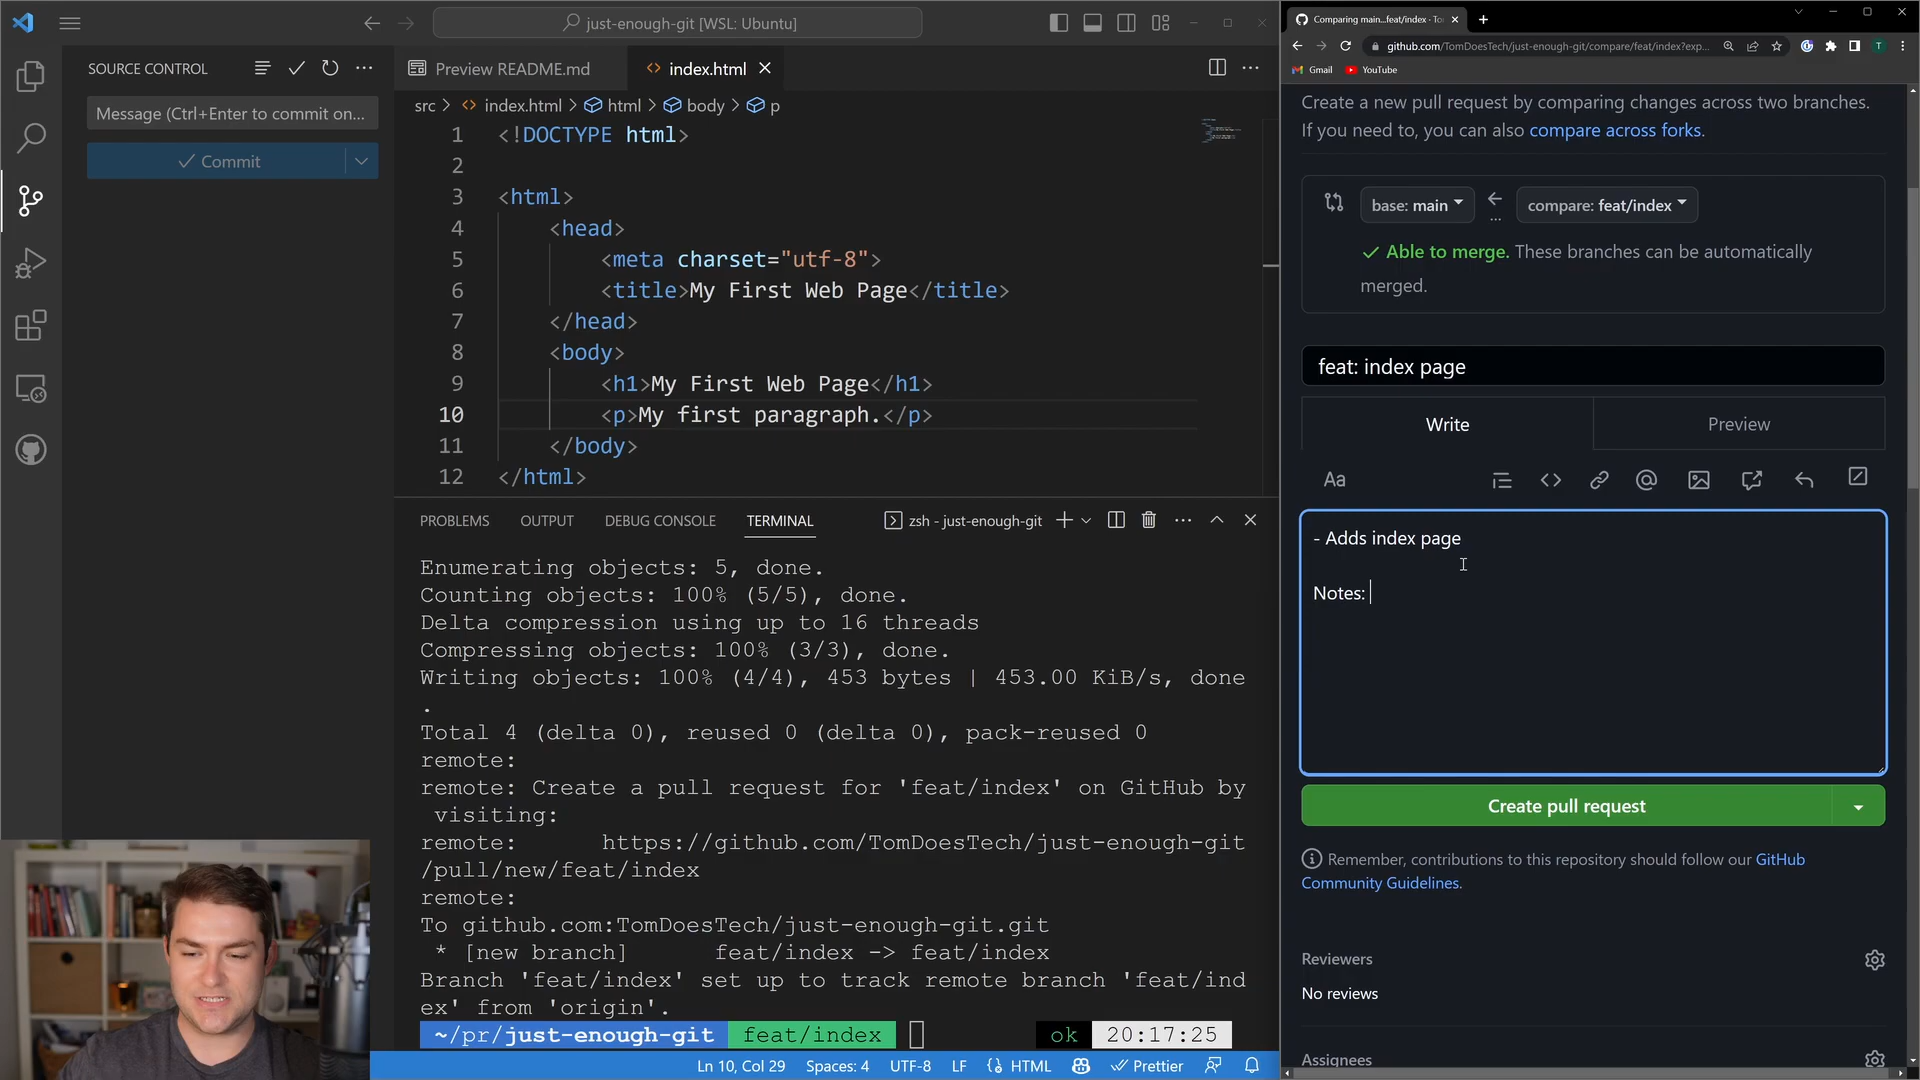 just-enough-git [WSL: Ubuntu]
SOURCE CONTROL
Message (Ctrl+Enter to commit on...
Commit
Preview README.md
index.html
src > index.html > html > body > p
1 <!DOCTYPE html>
2
3 <html>
4 <head>
5 <meta charset="utf-8">
6 <title>My First Web Page</title>
7 </head>
8 <body>
9 <h1>My First Web Page</h1>
10 <p>My first paragraph.</p>
11 </body>
12 </html>
PROBLEMS OUTPUT DEBUG CONSOLE TERMINAL
zsh - just-enough-git
Enumerating objects: 5, done.
Counting objects: 100% (5/5), done.
Delta compression using up to 16 threads
Compressing objects: 100% (3/3), done.
Writing objects: 100% (4/4), 453 bytes | 453.00 KiB/s, done
.
Total 4 (delta 0), reused 0 (delta 0), pack-reused 0
remote:
remote: Create a pull request for 'feat/index' on GitHub by
visiting:
remote: https://github.com/TomDoesTech/just-enough-git
/pull/new/feat/index
remote:
To github.com:TomDoesTech/just-enough-git.git
* [new branch] feat/index -> feat/index
Branch 'feat/index' set up to track remote branch 'feat/ind
ex' from 'origin'.
~/pr/just-enough-git feat/index
ok 20:17:25
Ln 10, Col 29 Spaces: 4 UTF-8 LF HTML Prettier
Comparing main...feat/index · To
github.com/TomDoesTech/just-enough-git/compare/feat/index?exp...
T
Gmail YouTube
Create a new pull request by comparing changes across two branches.
If you need to, you can also compare across forks.
base: main
...
compare: feat/index
Able to merge. These branches can be automatically
merged.
feat: index page
Write Preview
Aa
- Adds index page
Notes:
Create pull request
Remember, contributions to this repository should follow our GitHub
Community Guidelines.
Reviewers
No reviews
Assignees